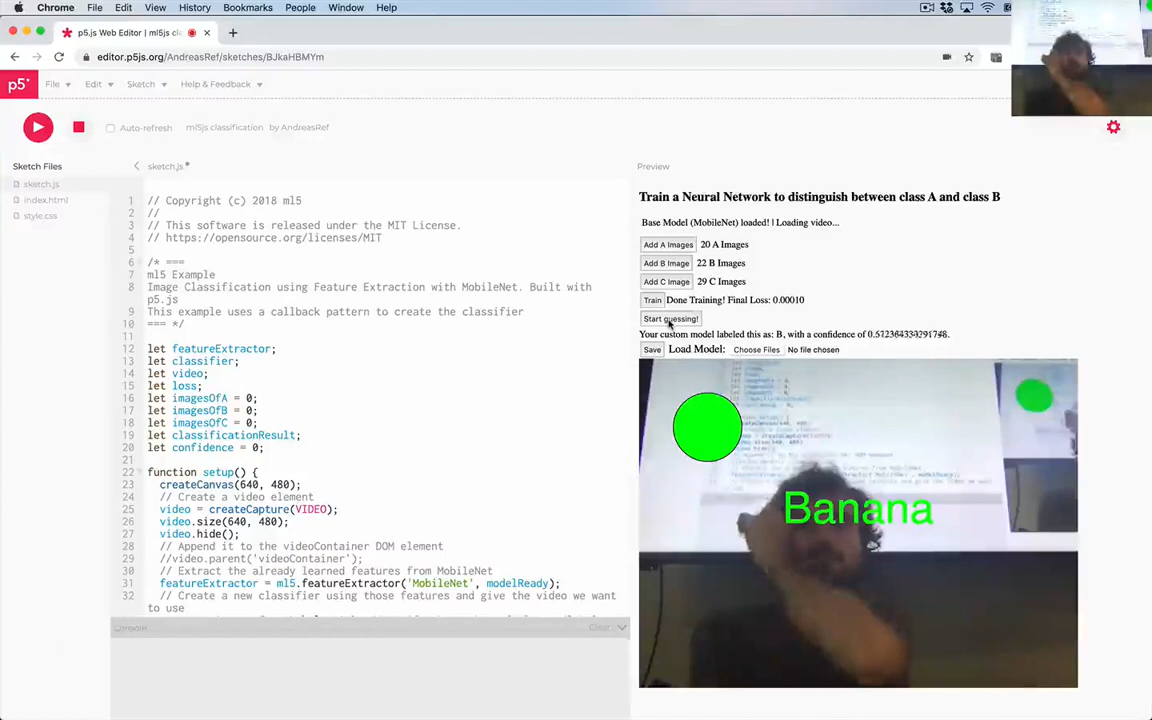 Chrome File Edit View History Bookmarks People Window Help
p5.js Web Editor | ml5js cla
editor.p5js.org/AndreasRef/sketches/BJkaHBMYm
p5* File Edit Sketch Help & Feedback
Auto-refresh ml5js classification by AndreasRef
Sketch Files
sketch.js
index.html
style.css
sketch.js
1 // Copyright (c) 2018 ml5
2 //
3 // This software is released under the MIT License.
4 // https://opensource.org/licenses/MIT
5
6 /* ===
7 ml5 Example
8 Image Classification using Feature Extraction with MobileNet. Built with
p5.js
9 This example uses a callback pattern to create the classifier
10 === */
11
12 let featureExtractor;
13 let classifier;
14 let video;
15 let loss;
16 let imagesOfA = 0;
17 let imagesOfB = 0;
18 let imagesOfC = 0;
19 let classificationResult;
20 let confidence = 0;
21
22 function setup() {
23 createCanvas(640, 480);
24 // Create a video element
25 video = createCapture(VIDEO);
26 video.size(640, 480);
27 video.hide();
28 // Append it to the videoContainer DOM element
29 //video.parent('videoContainer');
30 // Extract the already learned features from MobileNet
31 featureExtractor = ml5.featureExtractor('MobileNet', modelReady);
32 // Create a new classifier using those features and give the video we want
to use
Console Clear
Preview
Train a Neural Network to distinguish between class A and class B
Base Model (MobileNet) loaded! | Loading video...
Add A Images 20 A Images
Add B Image 22 B Images
Add C Image 29 C Images
Train Done Training! Final Loss: 0.00010
Start guessing!
Your custom model labeled this as: B, with a confidence of
Save Load Model: Choose Files No file chosen
Banana